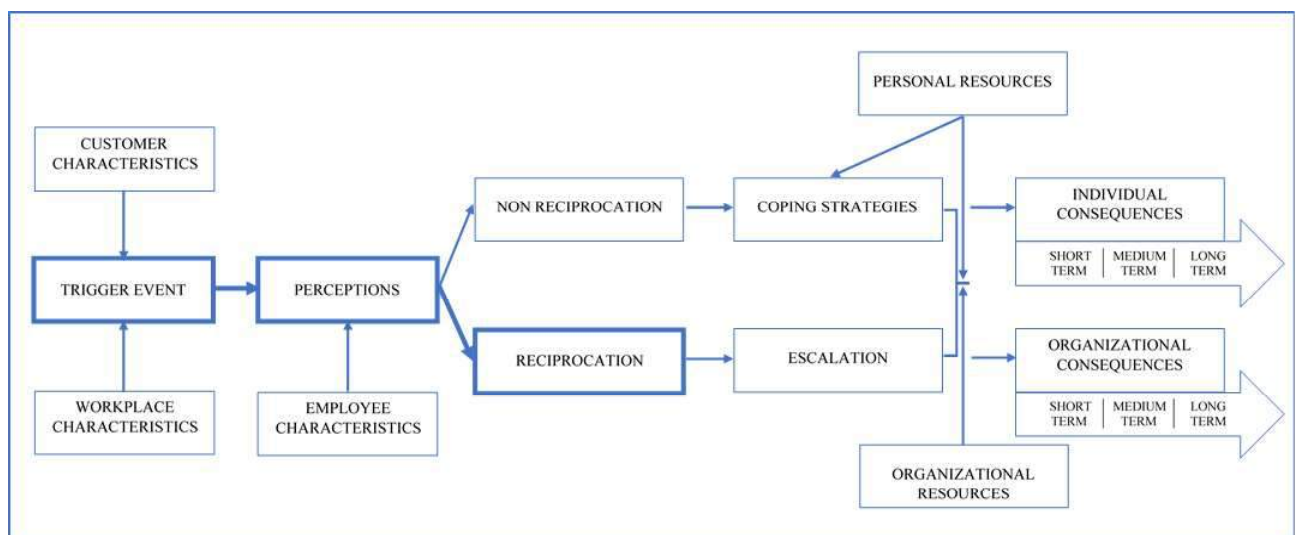 PERSONAL RESOURCES
CUSTOMER
CHARACTERISTICS
NON RECIPROCATION
COPING STRATEGIES
INDIVIDUAL
CONSEQUENCES
SHORT TERM | MEDIUM TERM | LONG TERM
TRIGGER EVENT
PERCEPTIONS
RECIPROCATION
ESCALATION
ORGANIZATIONAL
CONSEQUENCES
SHORT TERM | MEDIUM TERM | LONG TERM
WORKPLACE
CHARACTERISTICS
EMPLOYEE
CHARACTERISTICS
ORGANIZATIONAL
RESOURCES